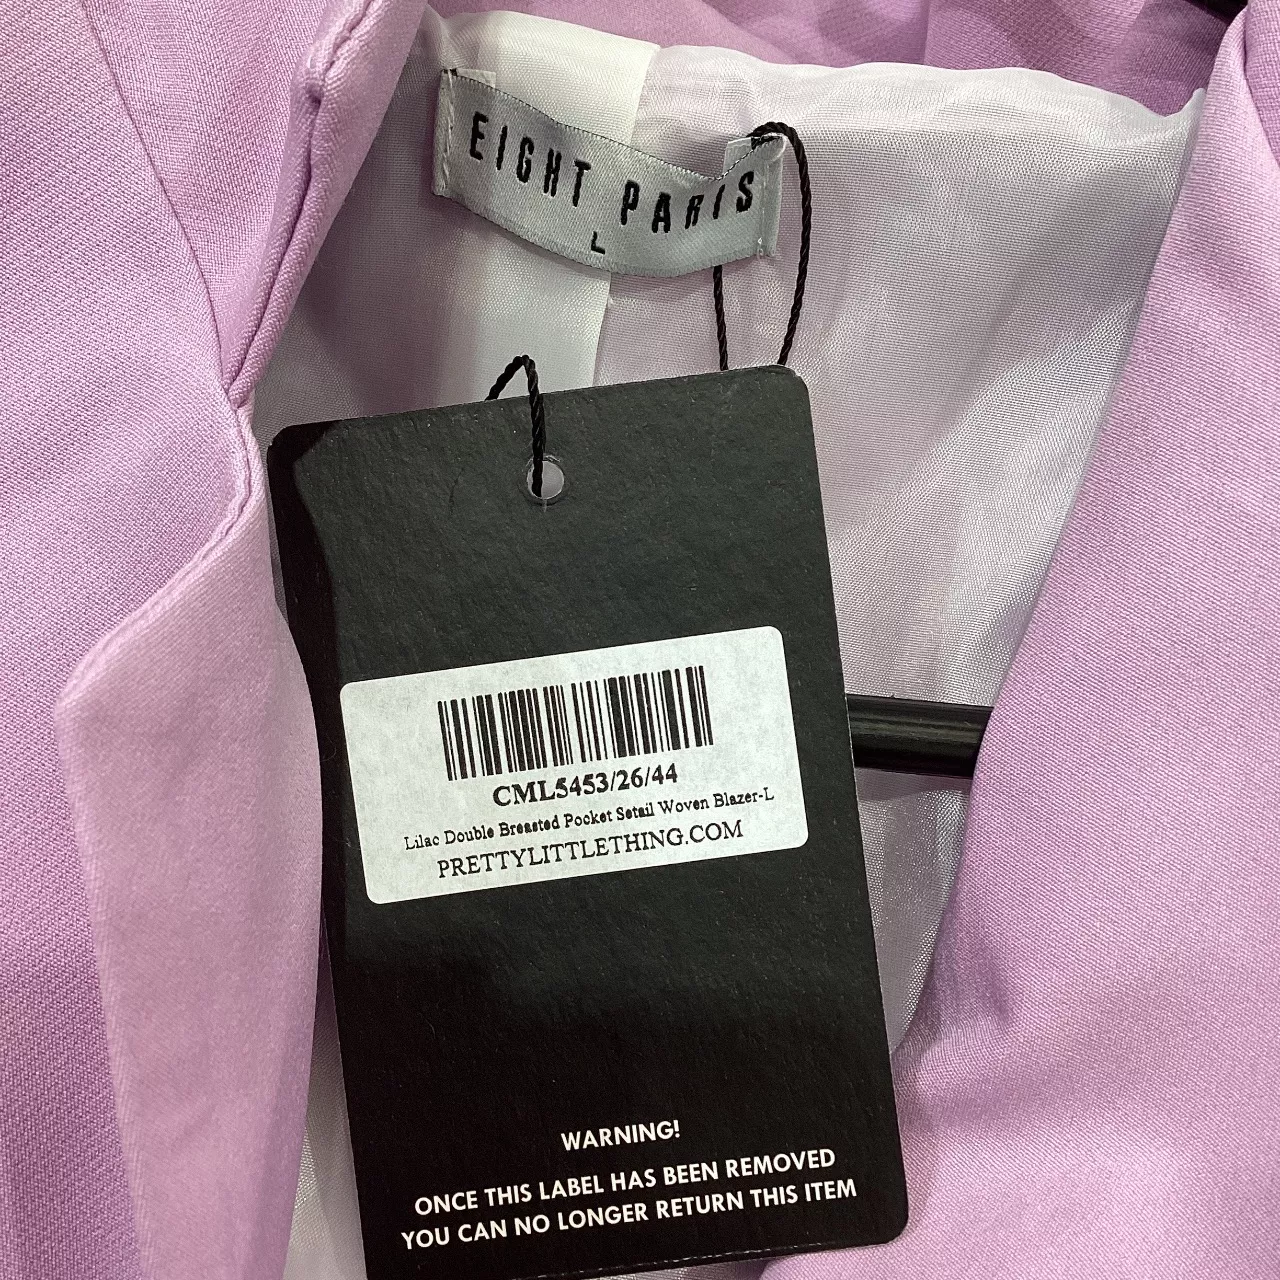 EIGHT PARIS
L
CML5453/26/44
Lilac Double Breasted Pocket Setail Woven Blazer-L
PRETTYLITTLETHING.COM
WARNING!
ONCE THIS LABEL HAS BEEN REMOVED
YOU CAN NO LONGER RETURN THIS ITEM